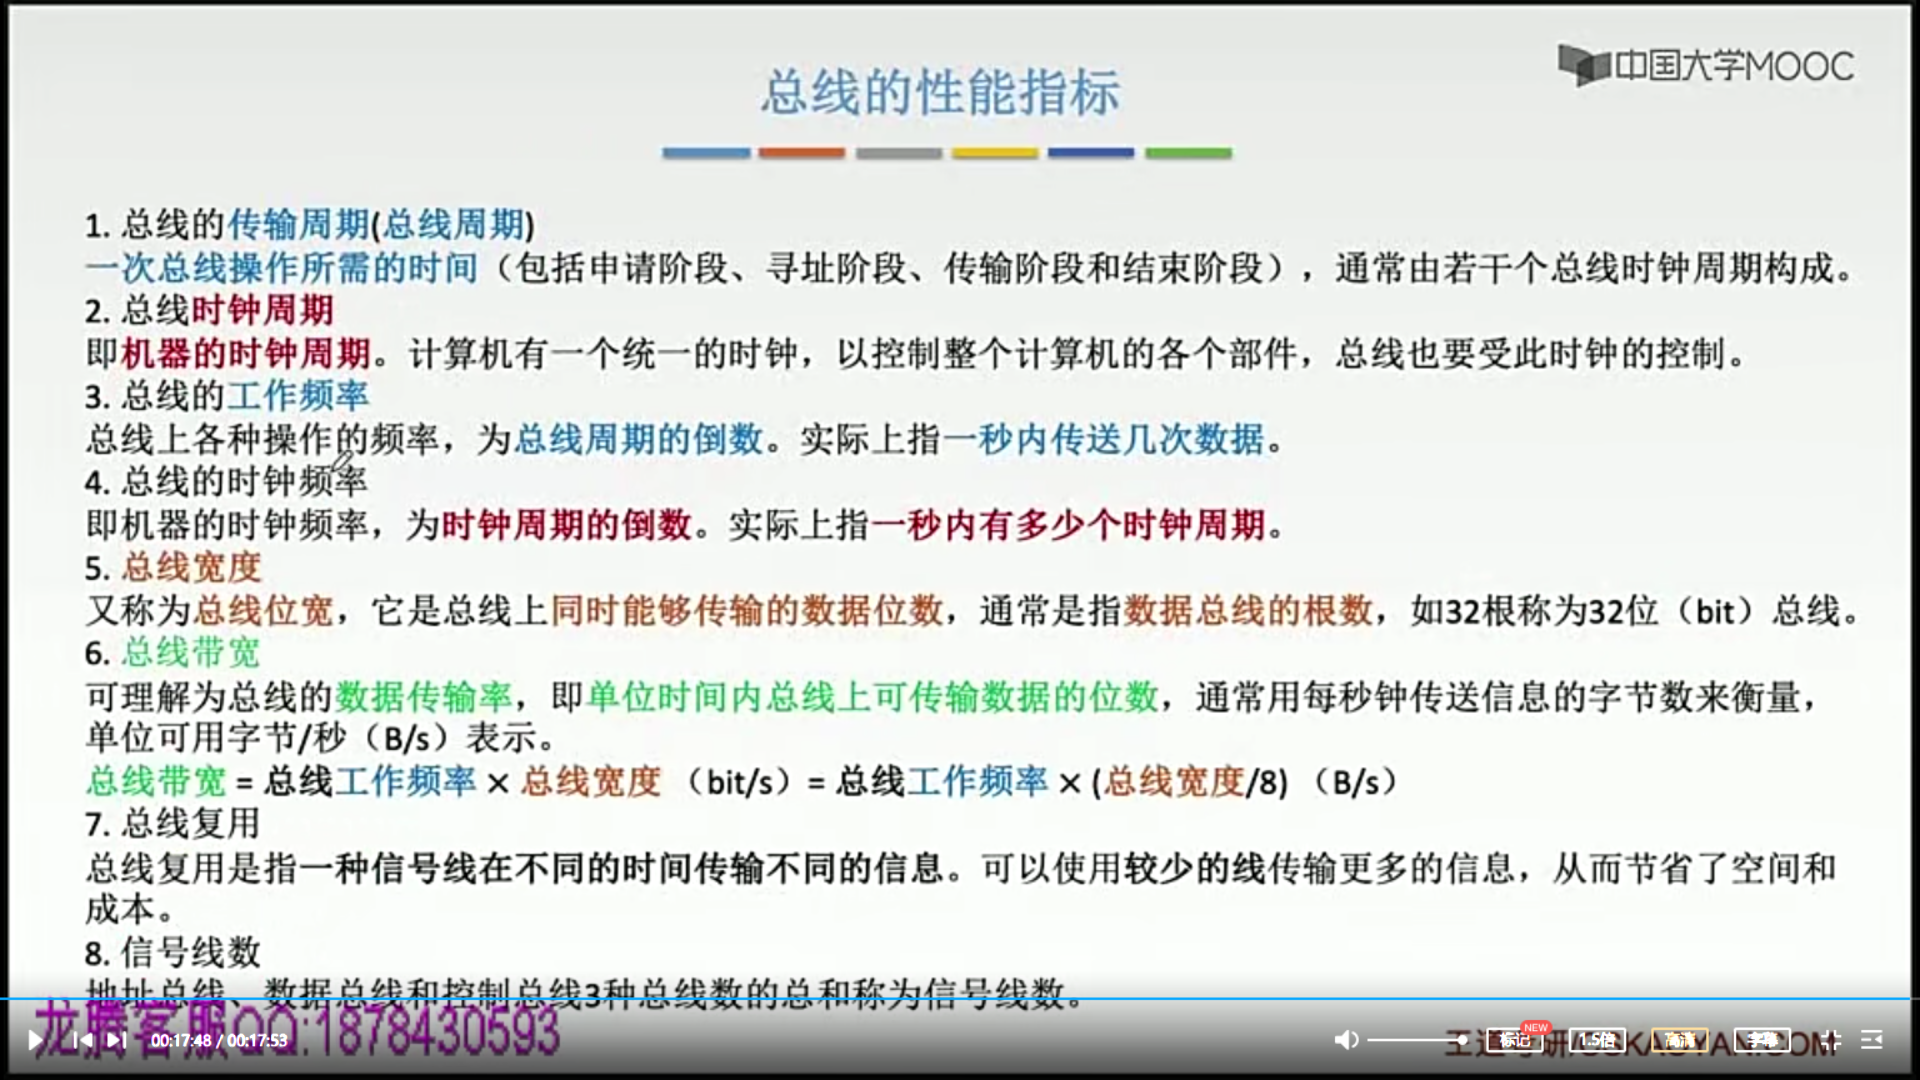 中国大学MOOC
总线的性能指标
1. 总线的传输周期(总线周期)
一次总线操作所需的时间（包括申请阶段、寻址阶段、传输阶段和结束阶段），通常由若干个总线时钟周期构成。
2. 总线时钟周期
即机器的时钟周期。计算机有一个统一的时钟，以控制整个计算机的各个部件，总线也要受此时钟的控制。
3. 总线的工作频率
总线上各种操作的频率，为总线周期的倒数。实际上指一秒内传送几次数据。
4. 总线的时钟频率
即机器的时钟频率，为时钟周期的倒数。实际上指一秒内有多少个时钟周期。
5. 总线宽度
又称为总线位宽，它是总线上同时能够传输的数据位数，通常是指数据总线的根数，如32根称为32位（bit）总线。
6. 总线带宽
可理解为总线的数据传输率，即单位时间内总线上可传输数据的位数，通常用每秒钟传送信息的字节数来衡量，
单位可用字节/秒（B/s）表示。
总线带宽 = 总线工作频率 × 总线宽度 （bit/s）= 总线工作频率 × (总线宽度/8) （B/s）
7. 总线复用
总线复用是指一种信号线在不同的时间传输不同的信息。可以使用较少的线传输更多的信息，从而节省了空间和
成本。
8. 信号线数
地址总线、数据总线和控制总线3种总线数的总和称为信号线数。
龙腾客服QQ:1878430593
00:17:48 / 00:17:53
王道考研/CSKAOYAN.COM
标记
NEW
1.5倍
高清
字幕